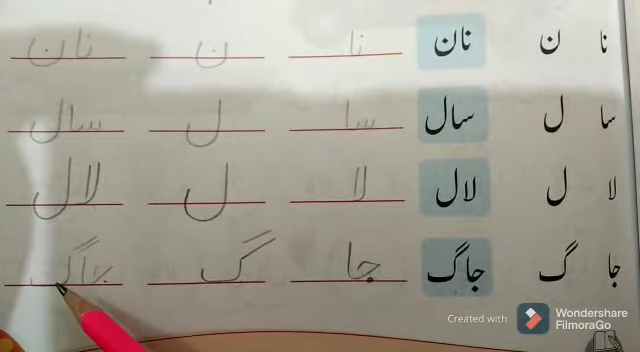 نا ن نان نا ن نان
سا ل سال سا ل سال
لا ل لال لا ل لال
جا گ جاگ جا گ جاگ
Created with Wondershare FilmoraGo